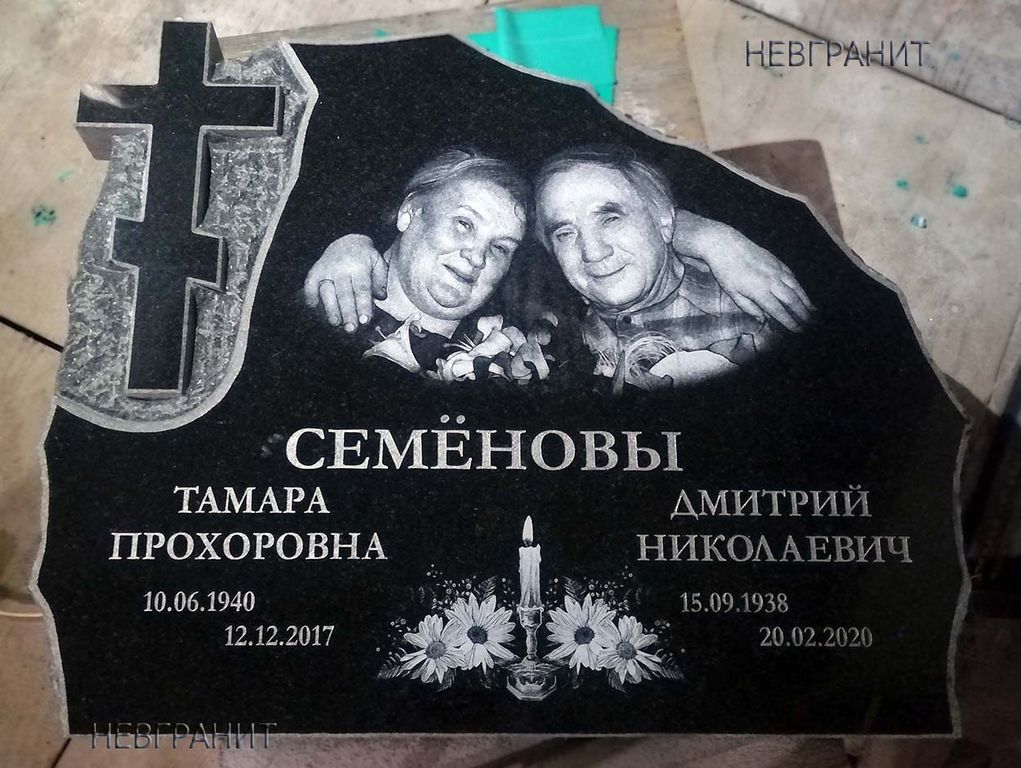 НЕВГРАНИТ
СЕМЁНОВЫ
ТАМАРА
ПРОХОРОВНА
10.06.1940
12.12.2017
ДМИТРИЙ
НИКОЛАЕВИЧ
15.09.1938
20.02.2020
НЕВГРАНИТ